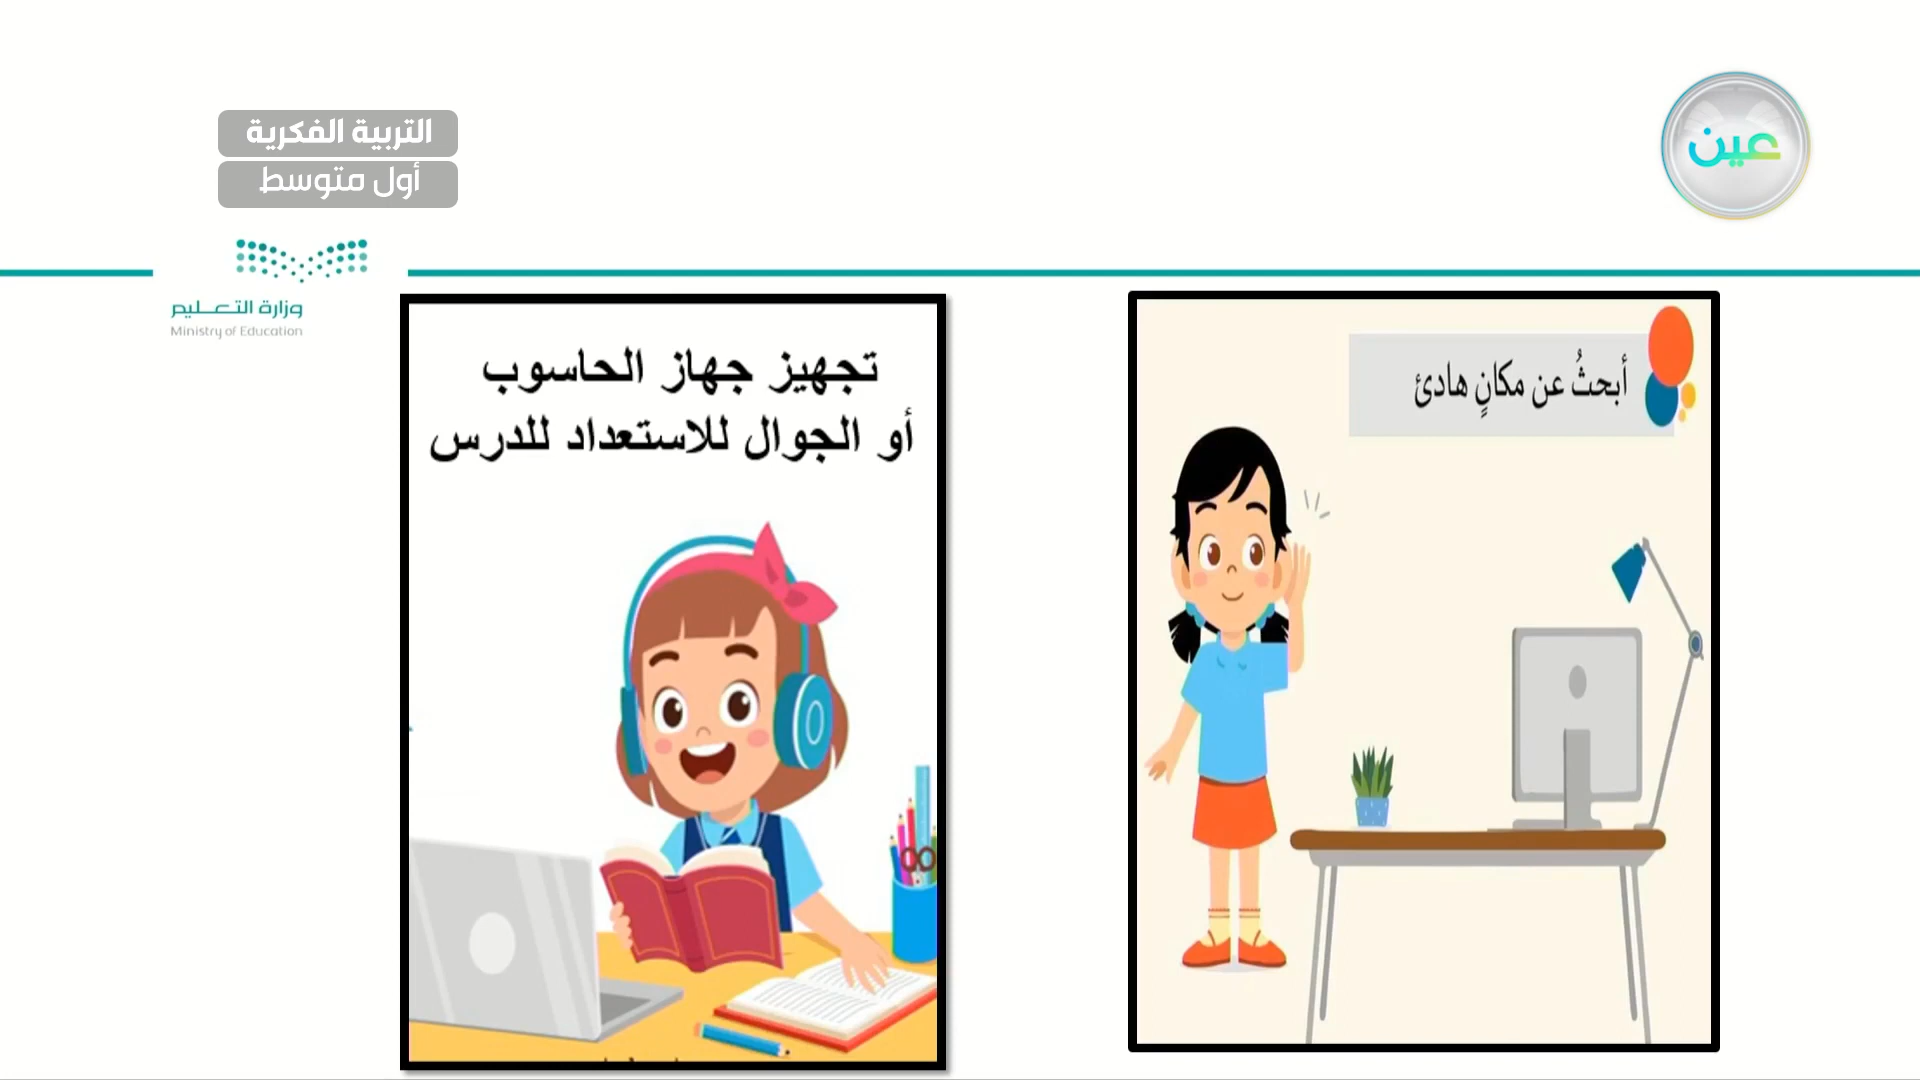 عين
التربية الفكرية
أول متوسط
وزارة التعليم
Ministry of Education
أبحثُ عن مكانٍ هادئ
تجهيز جهاز الحاسوب
أو الجوال للاستعداد للدرس